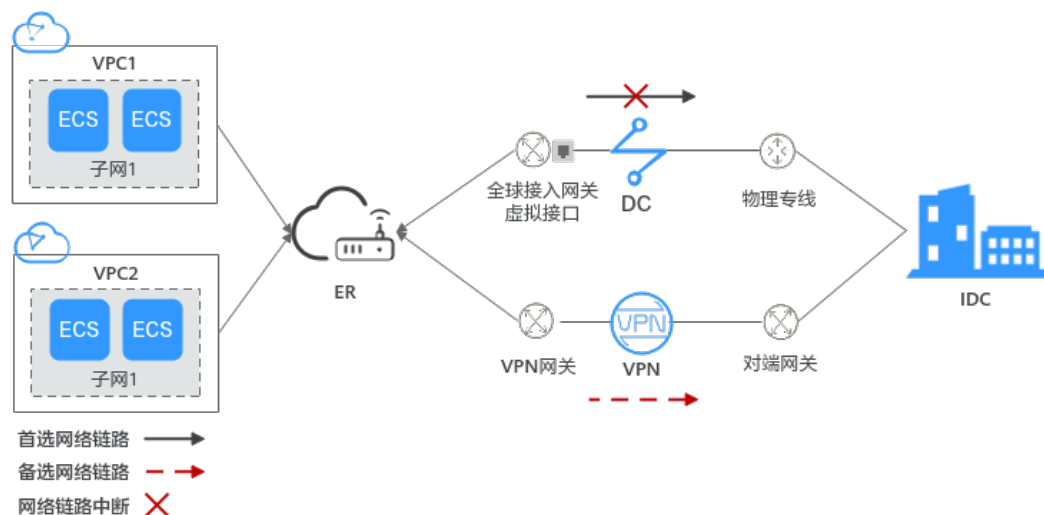 VPC1
ECS ECS
子网1
VPC2
ECS ECS
子网1
ER
全球接入网关
虚拟接口
DC
物理专线
VPN网关
VPN
VPN
对端网关
IDC
首选网络链路
备选网络链路
网络链路中断